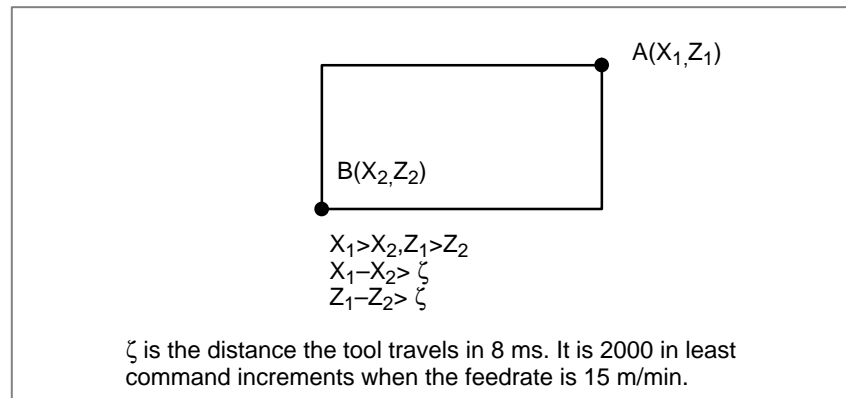 A(X₁,Z₁)
B(X₂,Z₂)
X₁>X₂,Z₁>Z₂
X₁–X₂> ζ
Z₁–Z₂> ζ
ζ is the distance the tool travels in 8 ms. It is 2000 in least
command increments when the feedrate is 15 m/min.